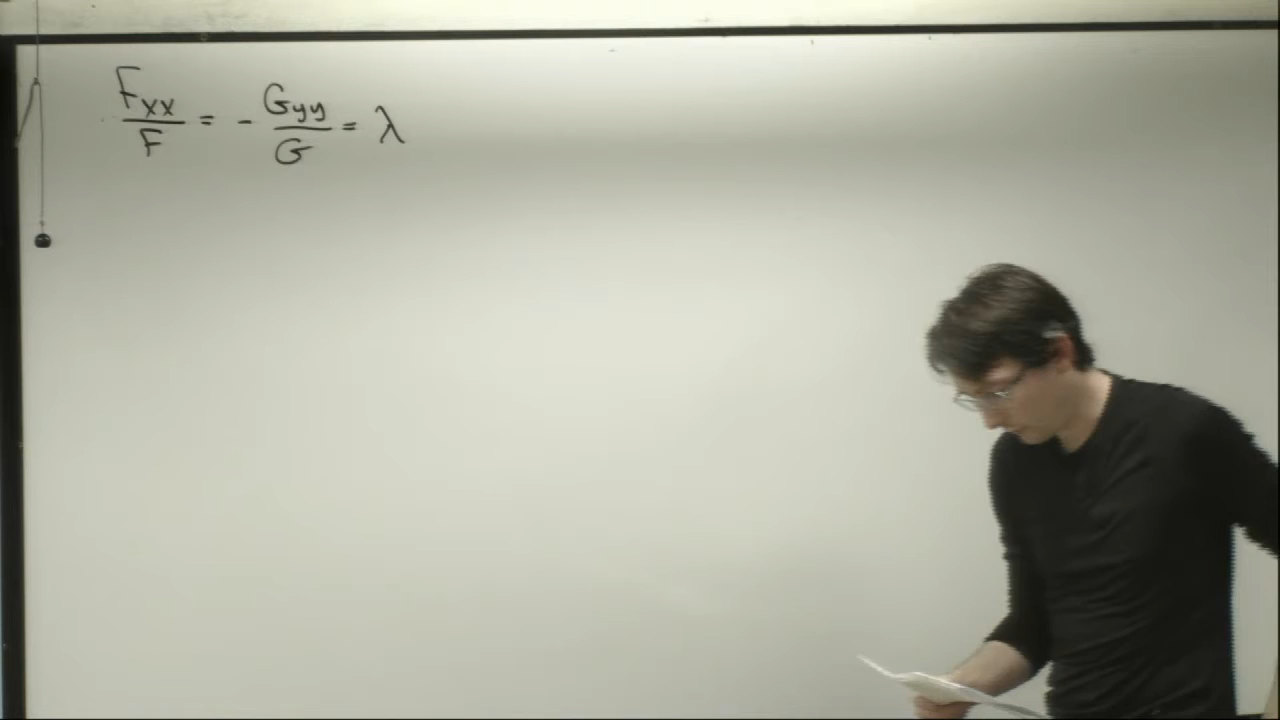 Fxx/F = - Gyy/G = λ